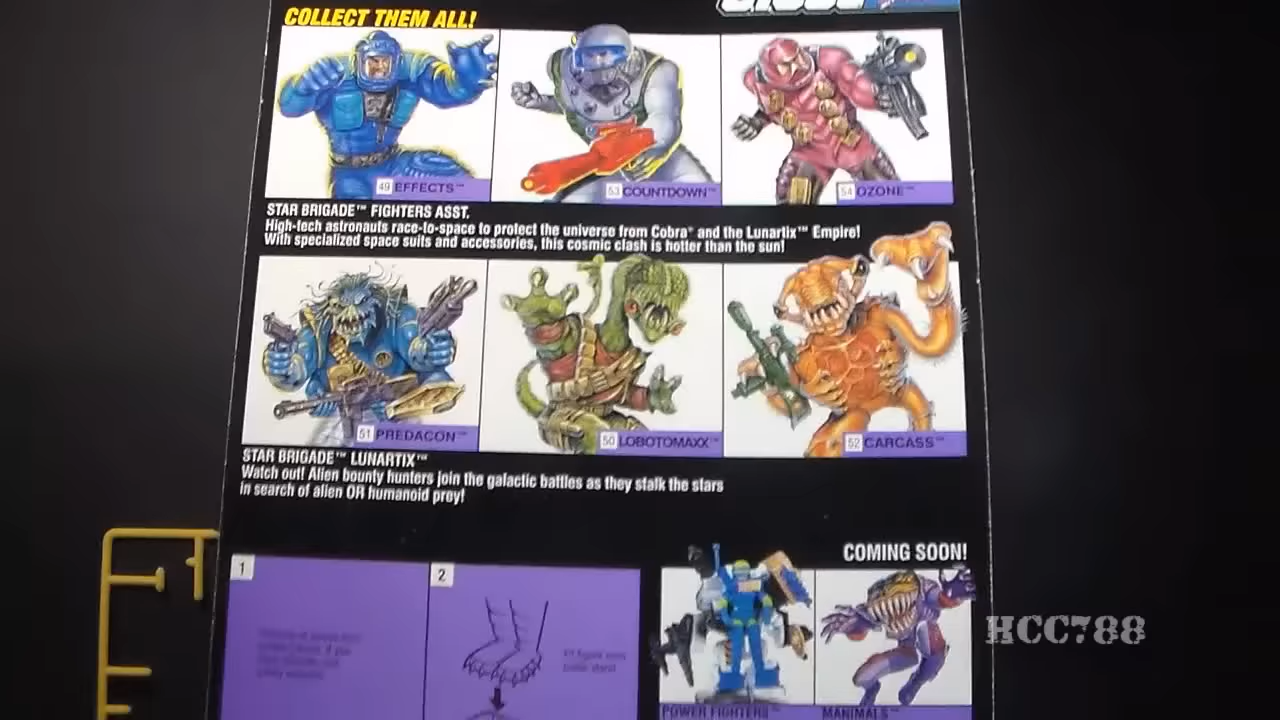 COLLECT THEM ALL!
49 EFFECTS™
53 COUNTDOWN™
54 OZONE™
STAR BRIGADE™ FIGHTERS ASST.
High-tech astronauts race-to-space to protect the universe from Cobra® and the Lunartix™ Empire!
With specialized space suits and accessories, this cosmic clash is hotter than the sun!
51 PREDACON™
50 LOBOTOMAXX™
52 CARCASS™
STAR BRIGADE™ LUNARTIX™
Watch out! Alien bounty hunters join the galactic battles as they stalk the stars
in search of alien OR humanoid prey!
1
2
COMING SOON!
POWER FIGHTERS™
MANIMALS™
HCC788